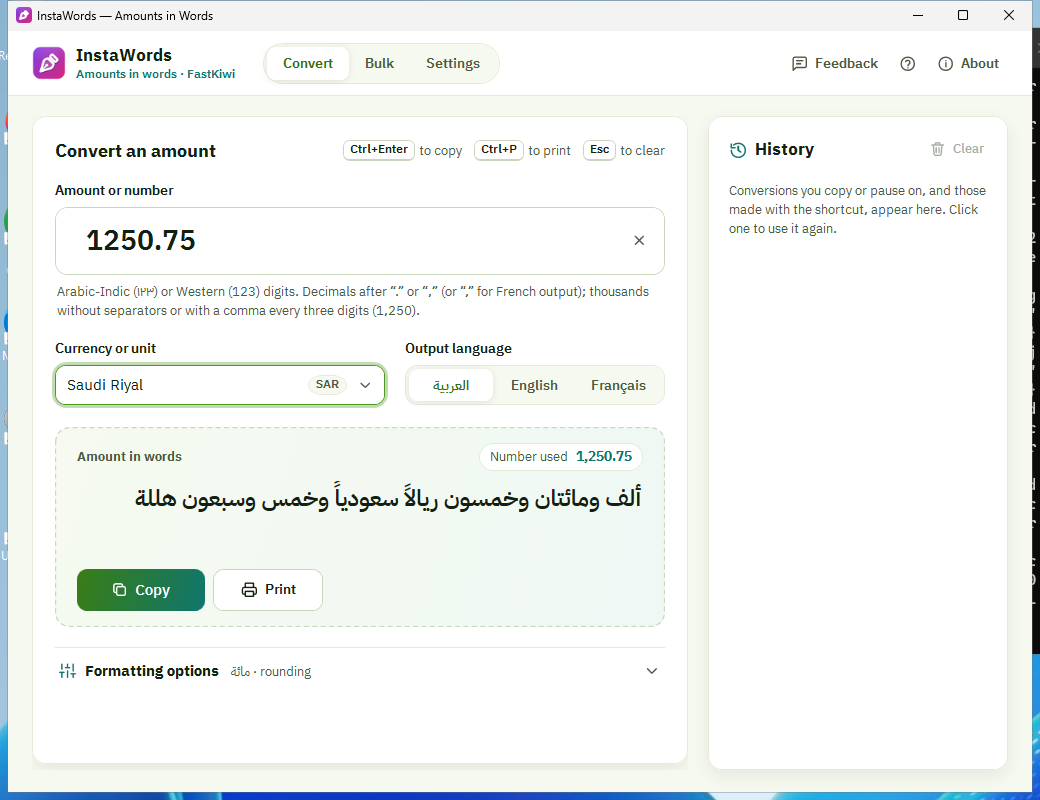 InstaWords — Amounts in Words
InstaWords
Amounts in words · FastKiwi
Convert Bulk Settings
Feedback
About
Convert an amount
Ctrl+Enter to copy Ctrl+P to print Esc to clear
Amount or number
1250.75
Arabic-Indic (١٢٣) or Western (123) digits. Decimals after “.” or “,” (or “,” for French output); thousands
without separators or with a comma every three digits (1,250).
Currency or unit
Saudi Riyal SAR
Output language
العربية English Français
Amount in words
Number used 1,250.75
ألف ومائتان وخمسون ريالاً سعودياً وخمس وسبعون هللة
Copy Print
Formatting options مائة · rounding
History
Clear
Conversions you copy or pause on, and those
made with the shortcut, appear here. Click
one to use it again.